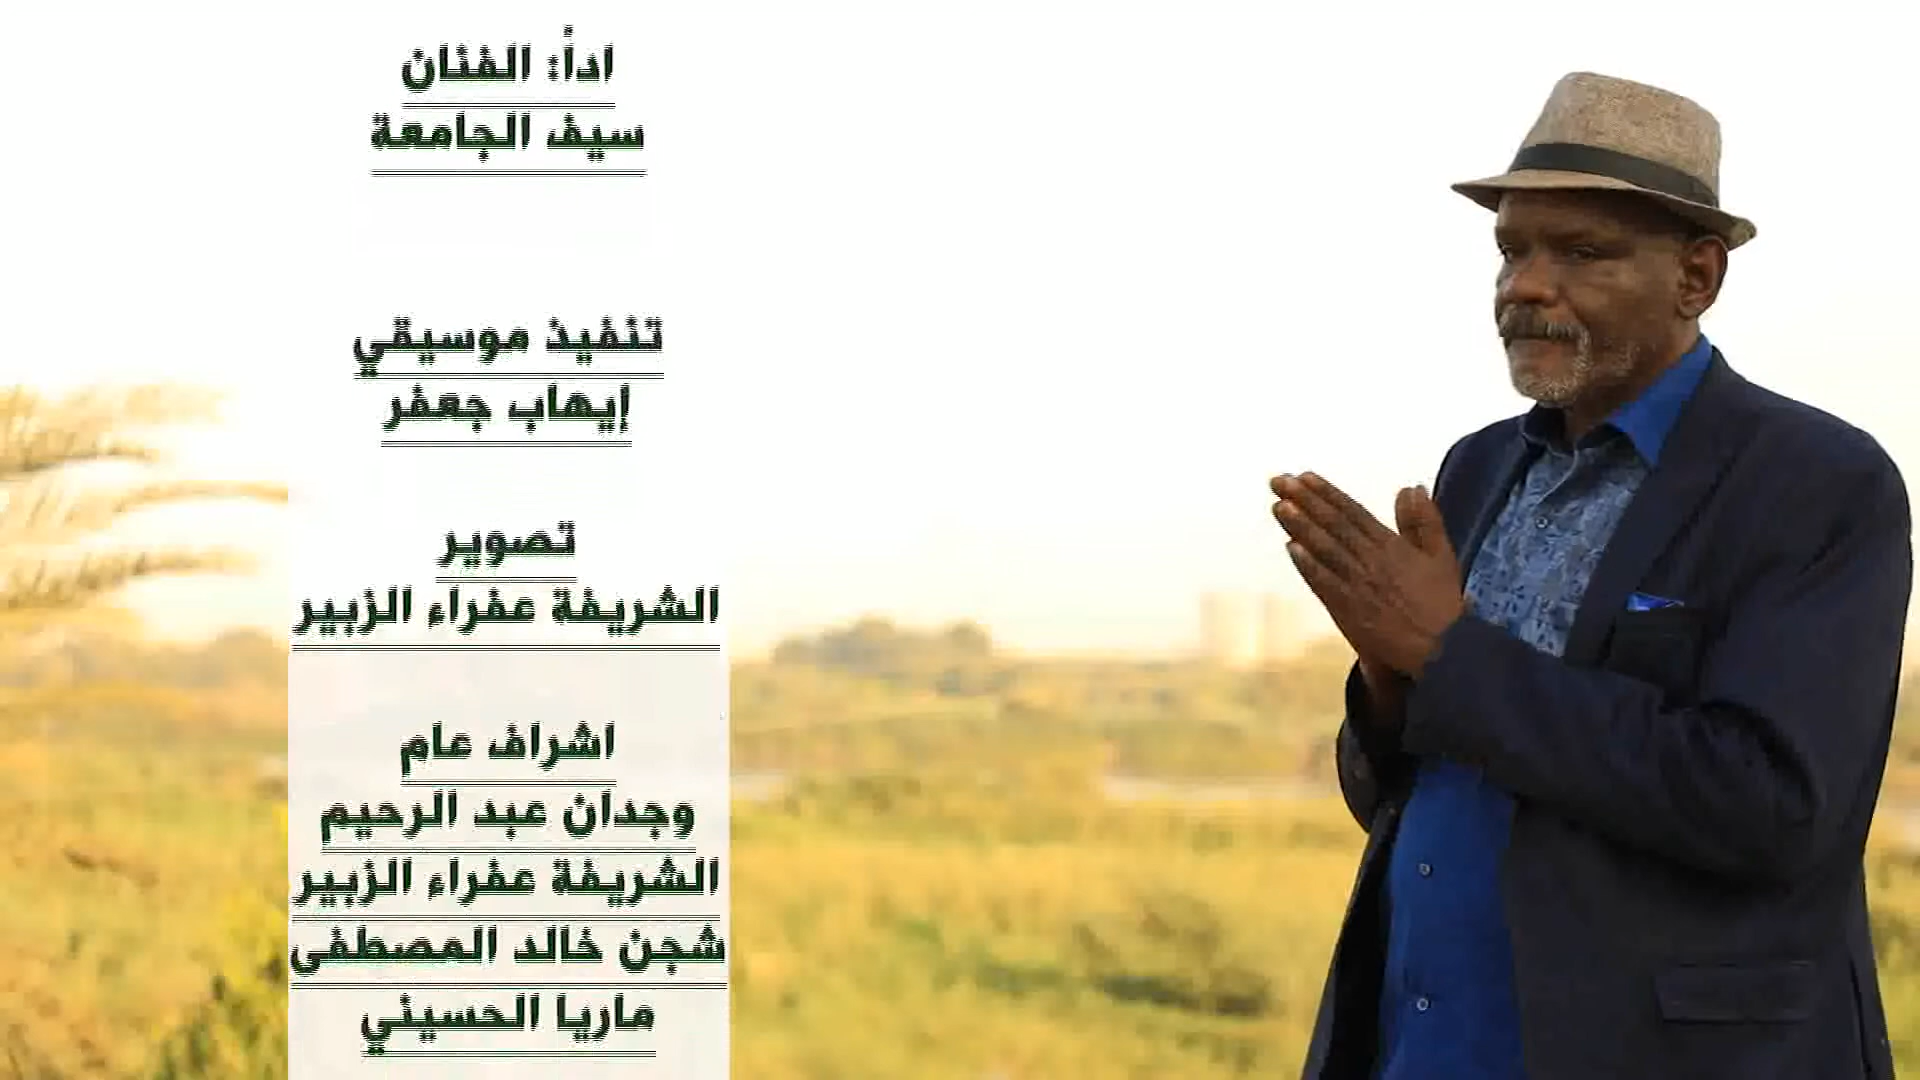 اداً: الفنان
سيف الجامعة
تنفيذ موسيقي
إيهاب جعفر
تصوير
الشريفة عفراء الزبير
اشراف عام
وجدان عبد الرحيم
الشريفة عفراء الزبير
شجن خالد المصطفى
ماريا الحسيني